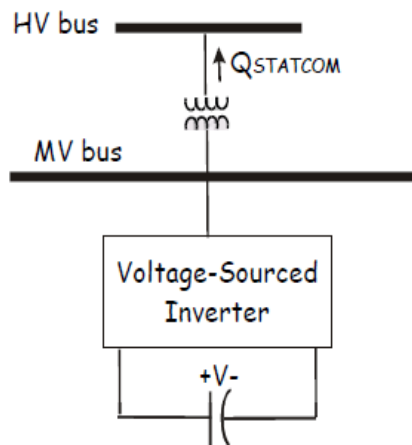 HV bus
QSTATCOM
MV bus
Voltage-Sourced
Inverter
+V-